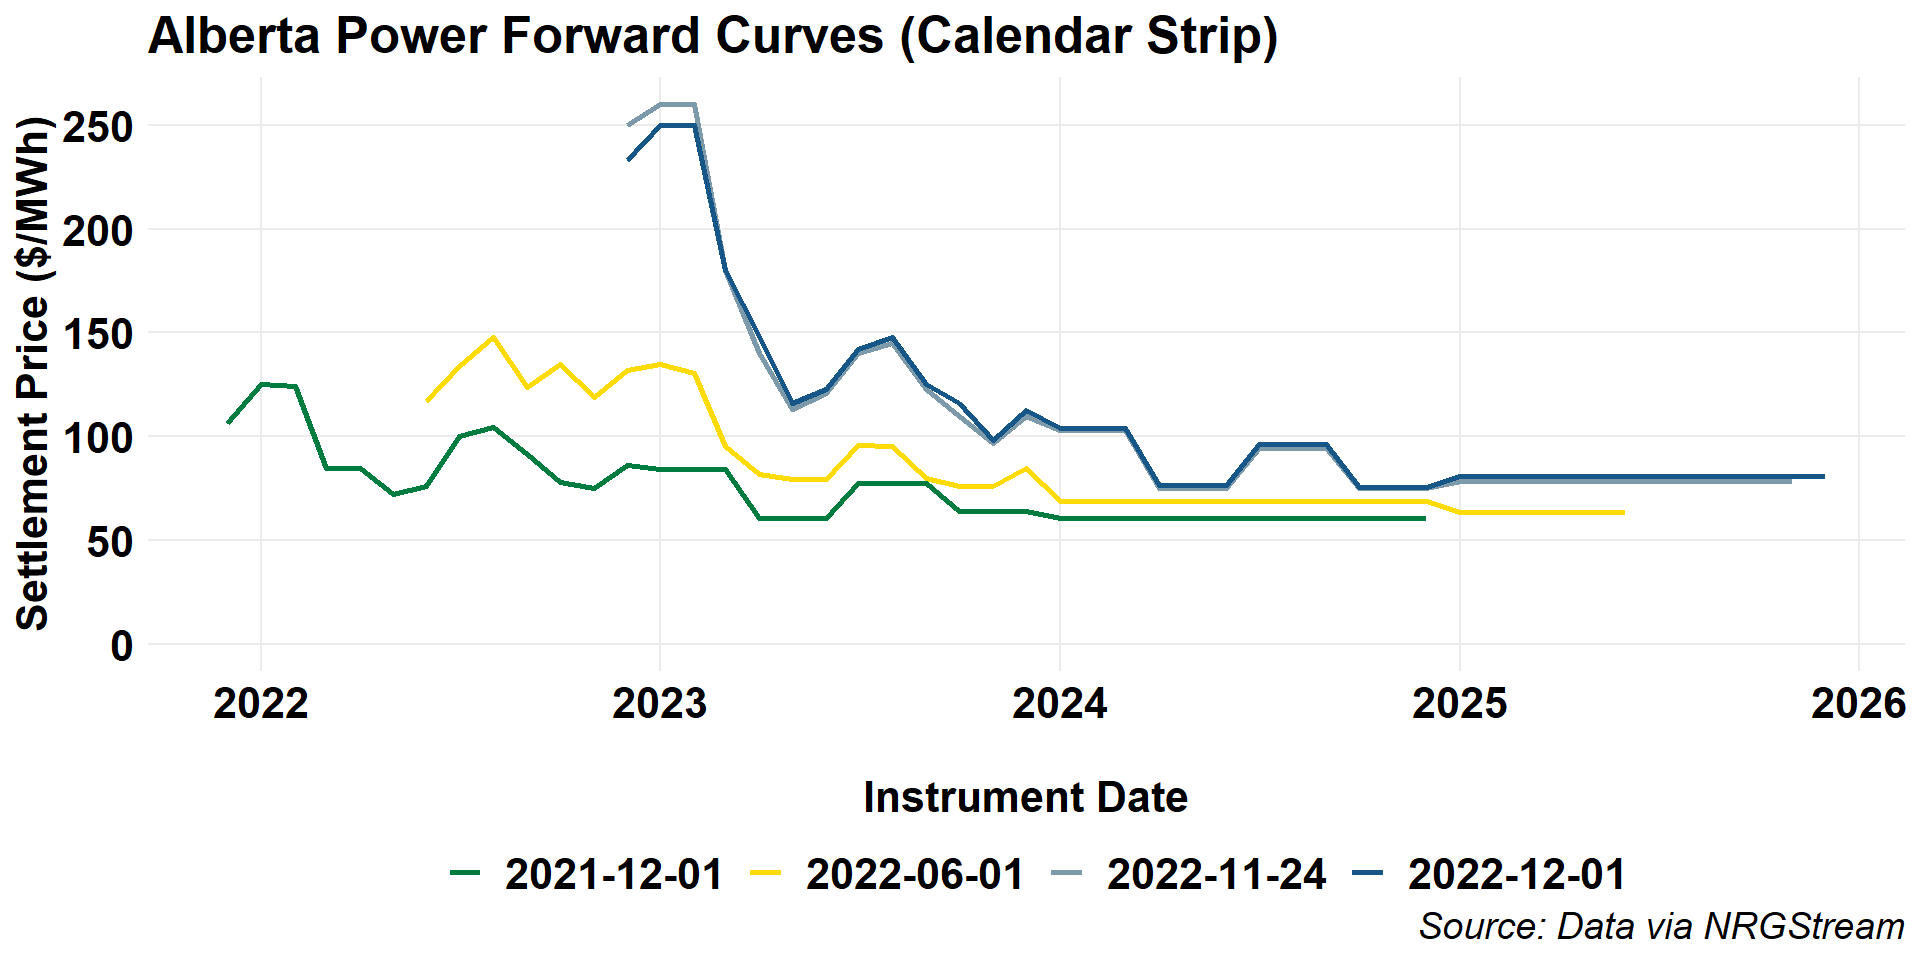 Alberta Power Forward Curves (Calendar Strip)
Settlement Price ($/MWh)
250
200
150
100
50
0
2022 2023 2024 2025 2026
Instrument Date
2021-12-01 2022-06-01 2022-11-24 2022-12-01
Source: Data via NRGStream